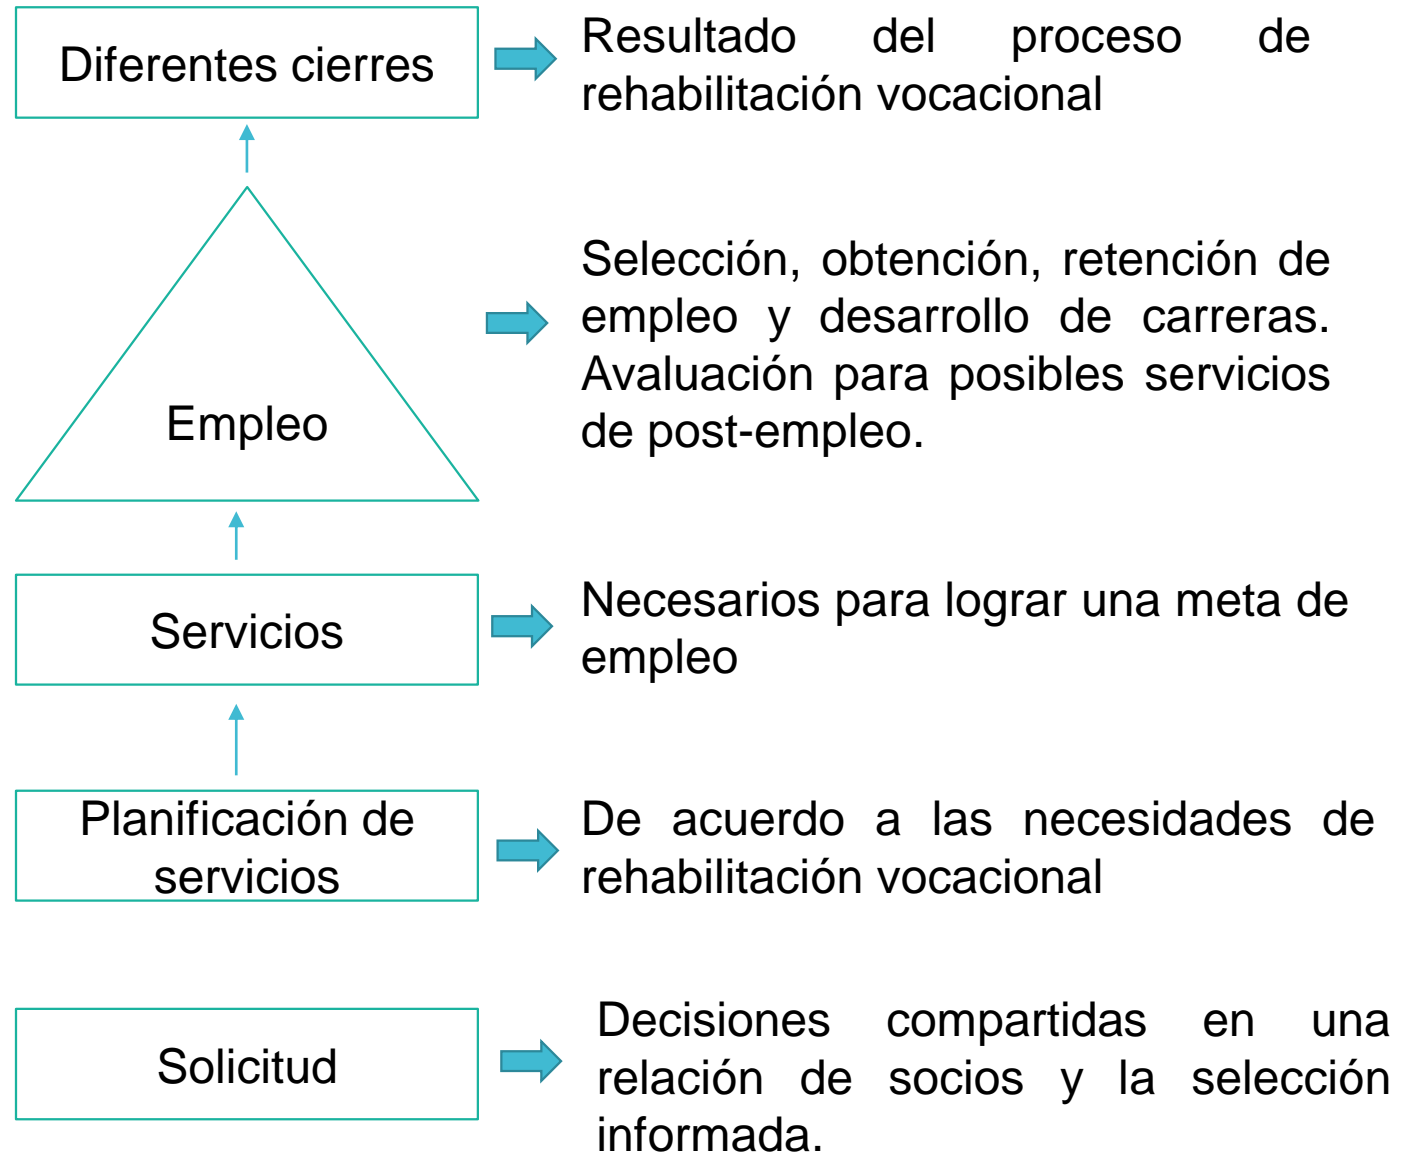 Diferentes cierres
Resultado del proceso de
rehabilitación vocacional
Empleo
Selección, obtención, retención de
empleo y desarrollo de carreras.
Avaluación para posibles servicios
de post-empleo.
Servicios
Necesarios para lograr una meta de
empleo
Planificación de
servicios
De acuerdo a las necesidades de
rehabilitación vocacional
Solicitud
Decisiones compartidas en una
relación de socios y la selección
informada.